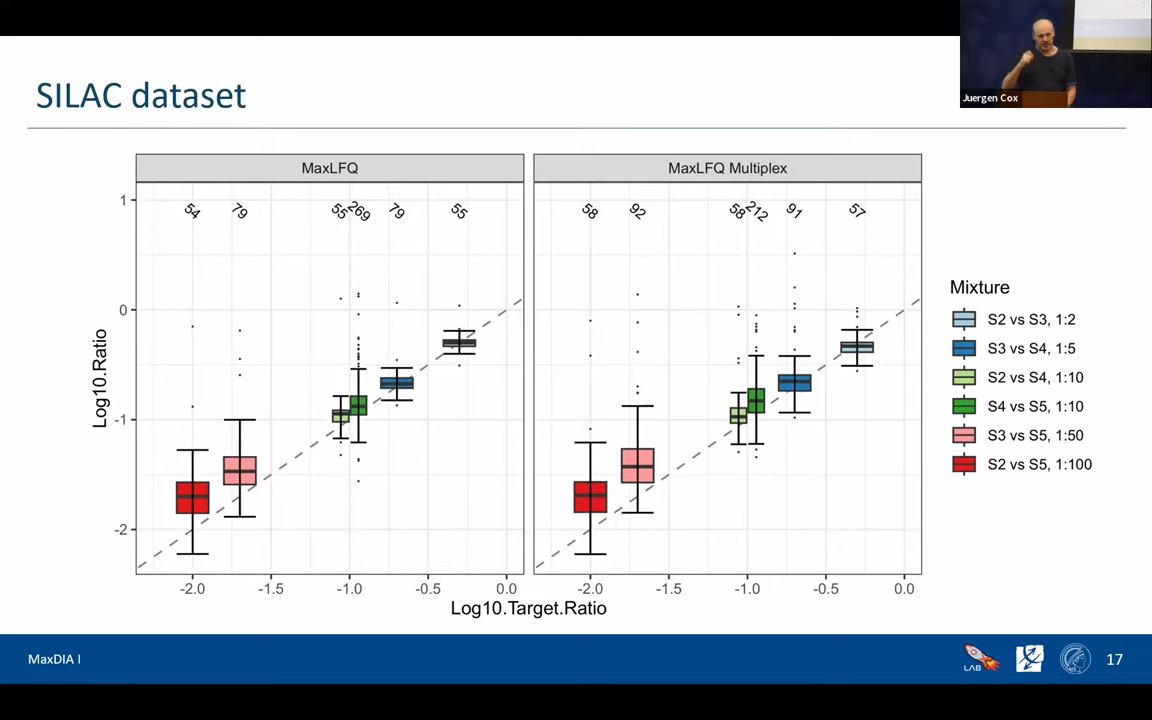 Juergen Cox
SILAC dataset
MaxLFQ
MaxLFQ Multiplex
54 79 55 269 79 55
58 92 58 212 91 57
Log10.Ratio
1
0
-1
-2
-2.0 -1.5 -1.0 -0.5 0.0
-2.0 -1.5 -1.0 -0.5 0.0
Log10.Target.Ratio
Mixture
S2 vs S3, 1:2
S3 vs S4, 1:5
S2 vs S4, 1:10
S4 vs S5, 1:10
S3 vs S5, 1:50
S2 vs S5, 1:100
MaxDIA I
LAB
17